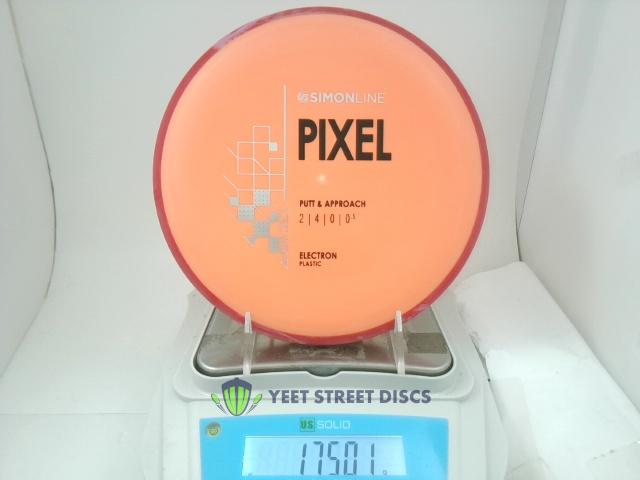 SIMONLINE
PIXEL
PUTT & APPROACH
2 | 4 | 0 | 0.5
ELECTRON
PLASTIC
YEET STREET DISCS
US SOLID
175.01 g